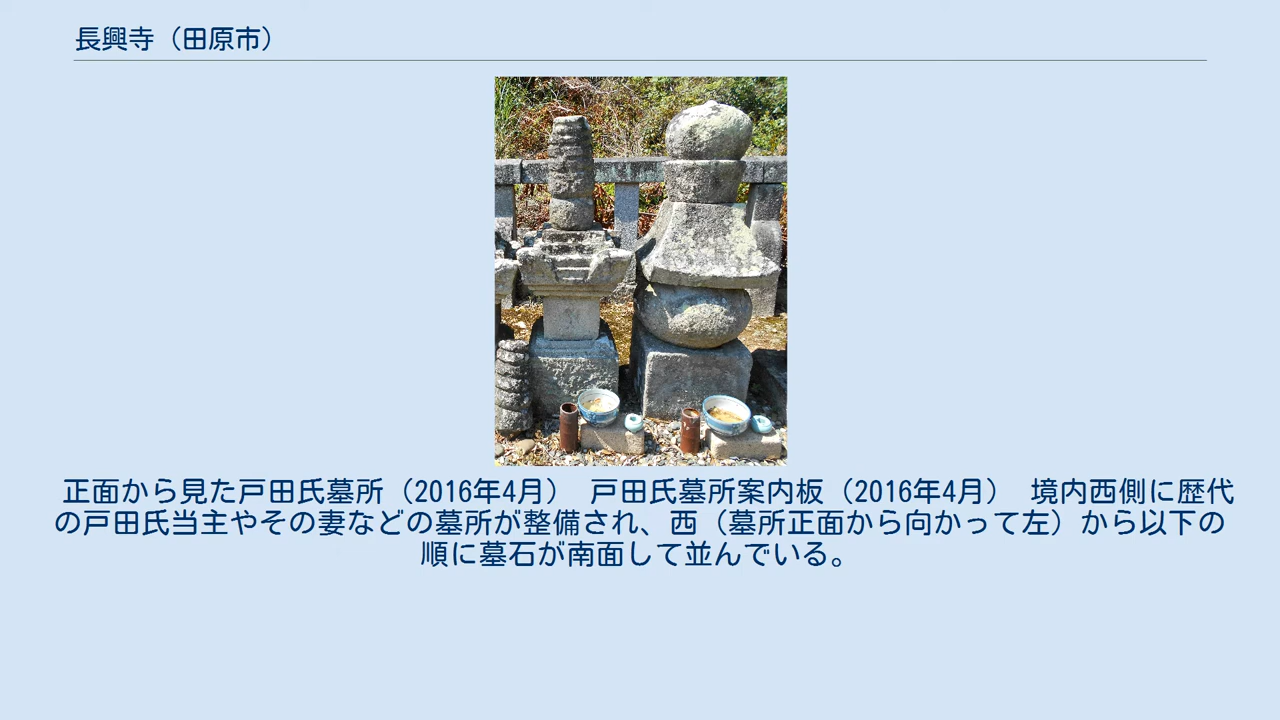 長興寺（田原市）
正面から見た戸田氏墓所（2016年4月） 戸田氏墓所案内板（2016年4月） 境内西側に歴代
の戸田氏当主やその妻などの墓所が整備され、西（墓所正面から向かって左）から以下の
順に墓石が南面して並んでいる。